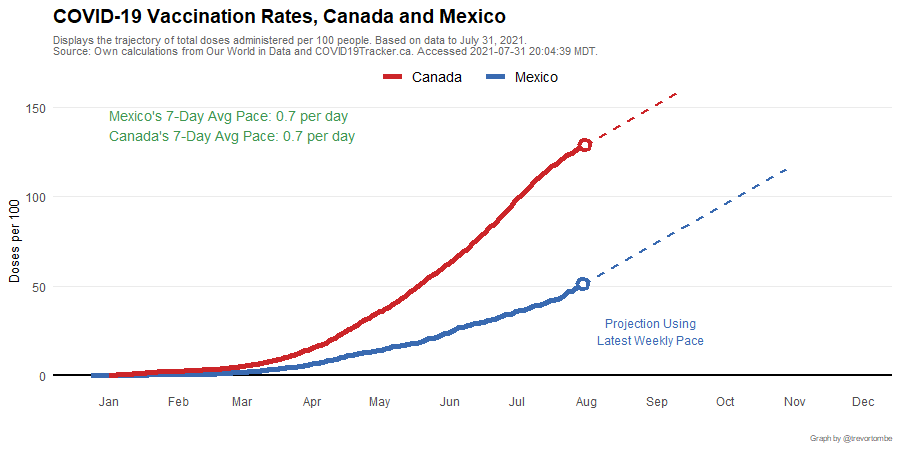 COVID-19 Vaccination Rates, Canada and Mexico
Displays the trajectory of total doses administered per 100 people. Based on data to July 31, 2021.
Source: Own calculations from Our World in Data and COVID19Tracker.ca. Accessed 2021-07-31 20:04:39 MDT.
Canada Mexico
Mexico's 7-Day Avg Pace: 0.7 per day
Canada's 7-Day Avg Pace: 0.7 per day
Doses per 100
150
100
50
0
Projection Using
Latest Weekly Pace
Jan Feb Mar Apr May Jun Jul Aug Sep Oct Nov Dec
Graph by @trevortombe